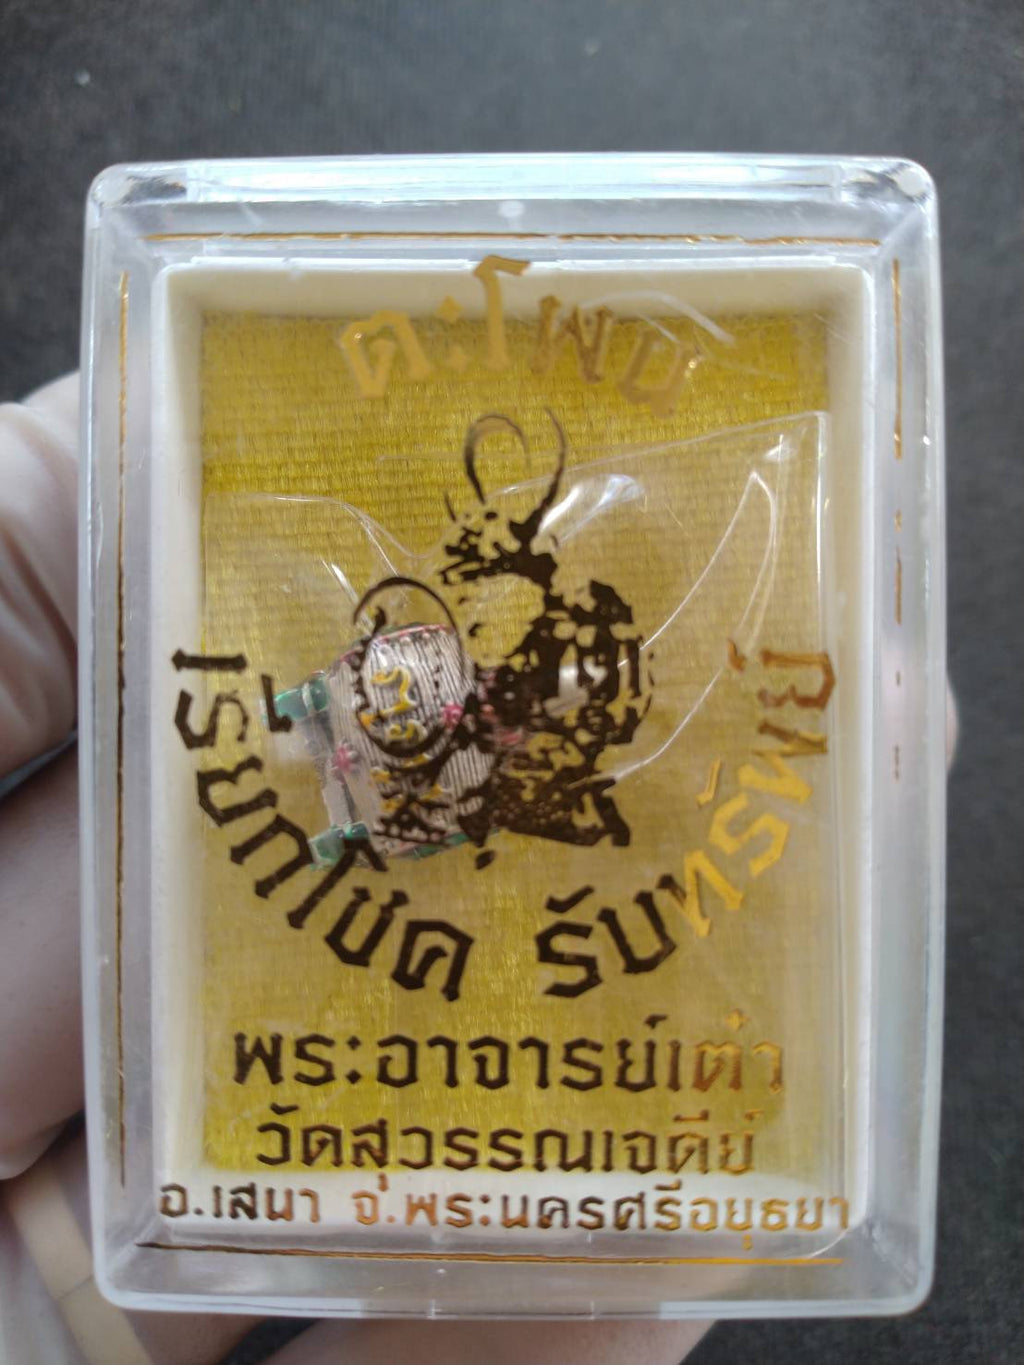 ตะโพน
เรียกโชค รับทรัพย์
พระอาจารย์เต๋า
วัดสุวรรณเจดีย์
อ.เสนา จ.พระนครศรีอยุธยา